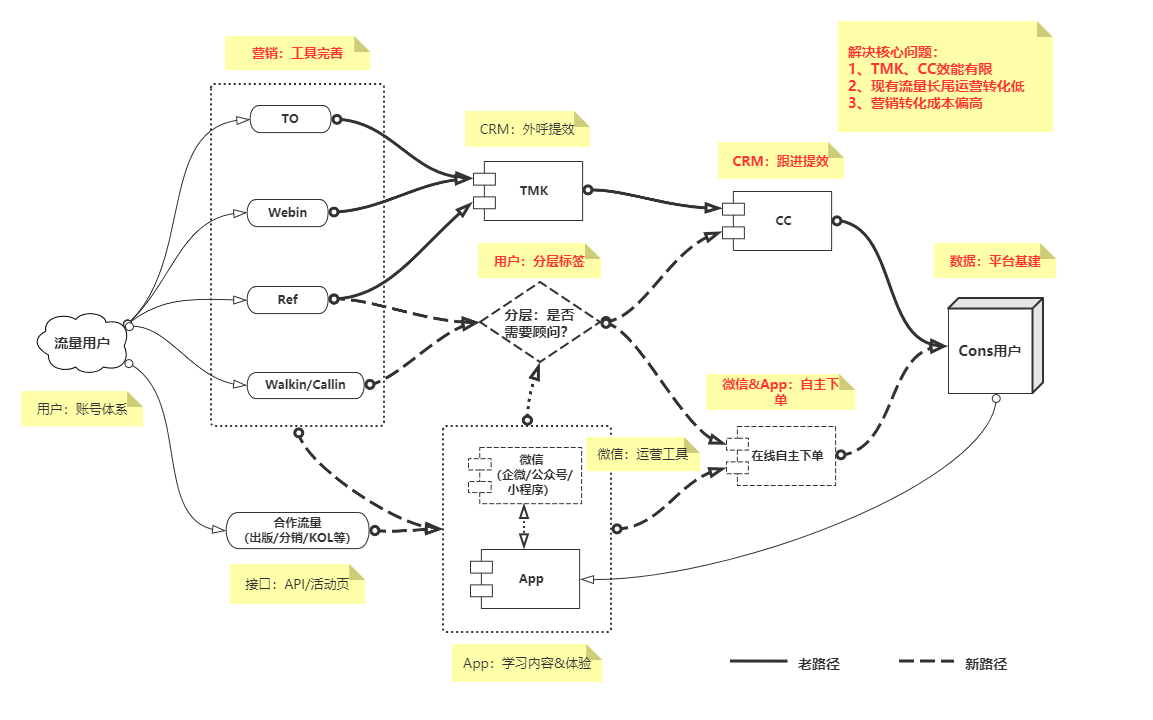 营销：工具完善
解决核心问题：
1、TMK、CC效能有限
2、现有流量长尾运营转化低
3、营销转化成本偏高
TO
CRM：外呼提效
CRM：跟进提效
TMK
Webin
CC
用户：分层标签
数据：平台基建
Ref
分层：是否
需要顾问？
流量用户
Cons用户
Walkin/Callin
微信&App：自主下
单
用户：账号体系
微信
(企微/公众号/
小程序)
微信：运营工具
在线自主下单
合作流量
（出版/分销/KOL等）
接口：API/活动页
App
App：学习内容&体验
老路径
新路径